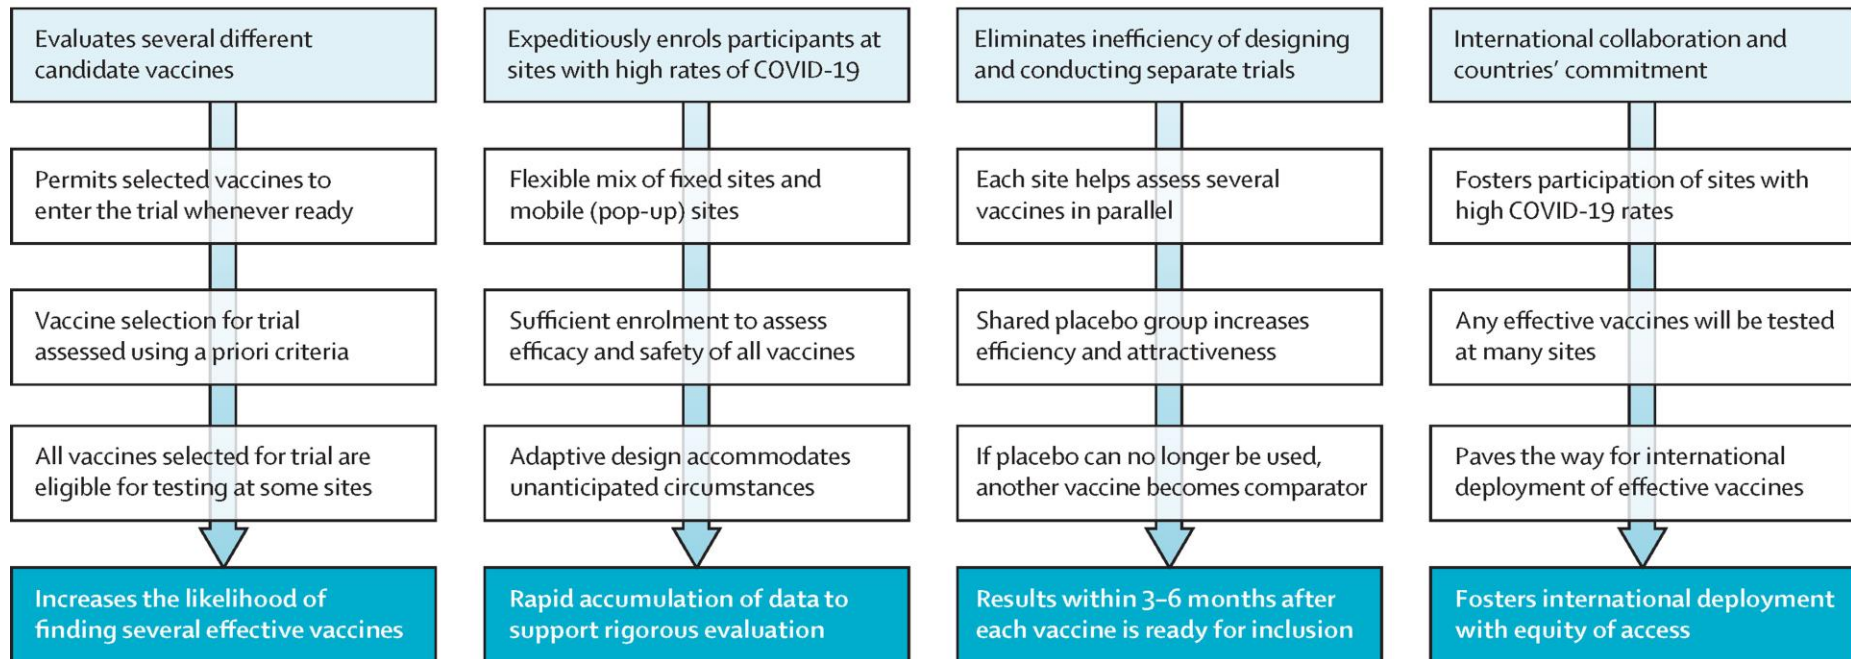 Evaluates several different
candidate vaccines
Permits selected vaccines to
enter the trial whenever ready
Vaccine selection for trial
assessed using a priori criteria
All vaccines selected for trial are
eligible for testing at some sites
Increases the likelihood of
finding several effective vaccines
Expeditiously enrols participants at
sites with high rates of COVID-19
Flexible mix of fixed sites and
mobile (pop-up) sites
Sufficient enrolment to assess
efficacy and safety of all vaccines
Adaptive design accommodates
unanticipated circumstances
Rapid accumulation of data to
support rigorous evaluation
Eliminates inefficiency of designing
and conducting separate trials
Each site helps assess several
vaccines in parallel
Shared placebo group increases
efficiency and attractiveness
If placebo can no longer be used,
another vaccine becomes comparator
Results within 3–6 months after
each vaccine is ready for inclusion
International collaboration and
countries’ commitment
Fosters participation of sites with
high COVID-19 rates
Any effective vaccines will be tested
at many sites
Paves the way for international
deployment of effective vaccines
Fosters international deployment
with equity of access